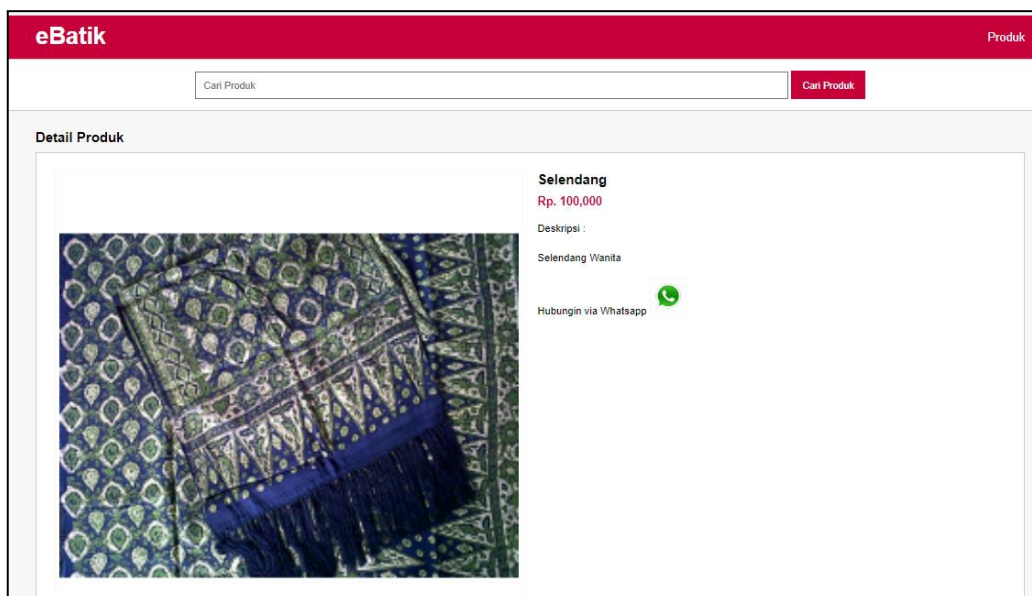 eBatik
Produk
Cari Produk
Cari Produk
Detail Produk
Selendang
Rp. 100,000
Deskripsi :
Selendang Wanita
Hubungin via Whatsapp